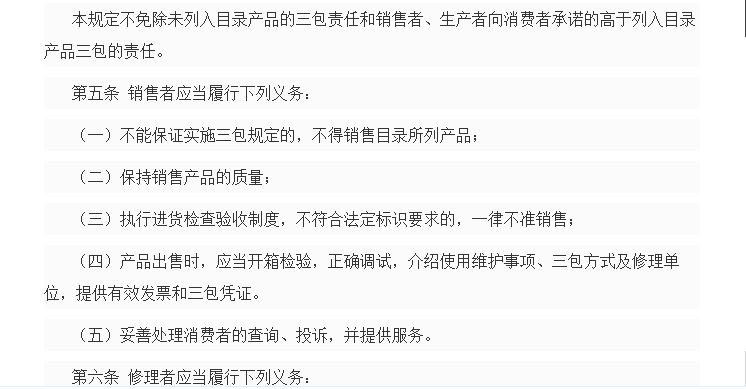 本规定不免除未列入目录产品的三包责任和销售者、生产者向消费者承诺的高于列入目录
产品三包的责任。
第五条 销售者应当履行下列义务：
（一）不能保证实施三包规定的，不得销售目录所列产品；
（二）保持销售产品的质量；
（三）执行进货检查验收制度，不符合法定标识要求的，一律不准销售；
（四）产品出售时，应当开箱检验，正确调试，介绍使用维护事项、三包方式及修理单
位，提供有效发票和三包凭证。
（五）妥善处理消费者的查询、投诉，并提供服务。
第六条 修理者应当履行下列义务：